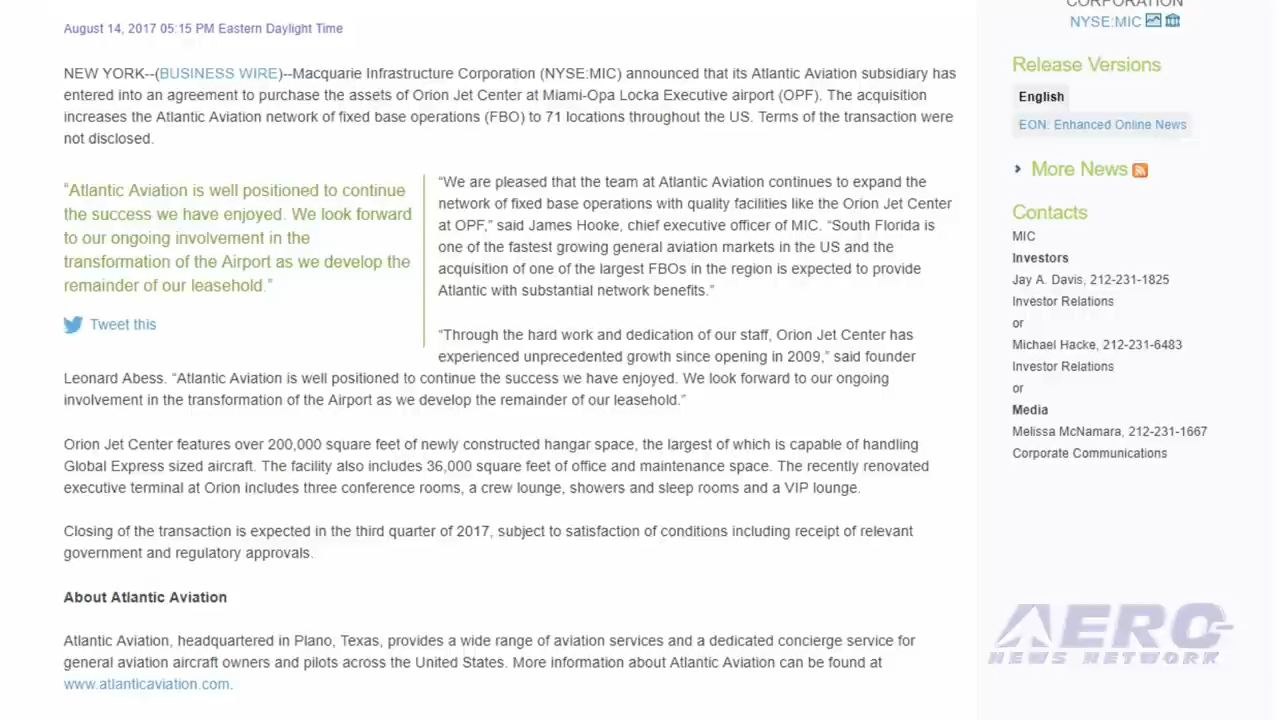 August 14, 2017 05:15 PM Eastern Daylight Time
NEW YORK--(BUSINESS WIRE)--Macquarie Infrastructure Corporation (NYSE:MIC) announced that its Atlantic Aviation subsidiary has
entered into an agreement to purchase the assets of Orion Jet Center at Miami-Opa Locka Executive airport (OPF). The acquisition
increases the Atlantic Aviation network of fixed base operations (FBO) to 71 locations throughout the US. Terms of the transaction were
not disclosed.
“Atlantic Aviation is well positioned to continue
the success we have enjoyed. We look forward
to our ongoing involvement in the
transformation of the Airport as we develop the
remainder of our leasehold.”
Tweet this
“We are pleased that the team at Atlantic Aviation continues to expand the
network of fixed base operations with quality facilities like the Orion Jet Center
at OPF,” said James Hooke, chief executive officer of MIC. “South Florida is
one of the fastest growing general aviation markets in the US and the
acquisition of one of the largest FBOs in the region is expected to provide
Atlantic with substantial network benefits.”
“Through the hard work and dedication of our staff, Orion Jet Center has
experienced unprecedented growth since opening in 2009,” said founder
Leonard Abess. “Atlantic Aviation is well positioned to continue the success we have enjoyed. We look forward to our ongoing
involvement in the transformation of the Airport as we develop the remainder of our leasehold.”
Orion Jet Center features over 200,000 square feet of newly constructed hangar space, the largest of which is capable of handling
Global Express sized aircraft. The facility also includes 36,000 square feet of office and maintenance space. The recently renovated
executive terminal at Orion includes three conference rooms, a crew lounge, showers and sleep rooms and a VIP lounge.
Closing of the transaction is expected in the third quarter of 2017, subject to satisfaction of conditions including receipt of relevant
government and regulatory approvals.
About Atlantic Aviation
Atlantic Aviation, headquartered in Plano, Texas, provides a wide range of aviation services and a dedicated concierge service for
general aviation aircraft owners and pilots across the United States. More information about Atlantic Aviation can be found at
www.atlanticaviation.com.
CORPORATION
NYSE:MIC
Release Versions
English
EON: Enhanced Online News
More News
Contacts
MIC
Investors
Jay A. Davis, 212-231-1825
Investor Relations
or
Michael Hacke, 212-231-6483
Investor Relations
or
Media
Melissa McNamara, 212-231-1667
Corporate Communications
AERO
NEWS NETWORK